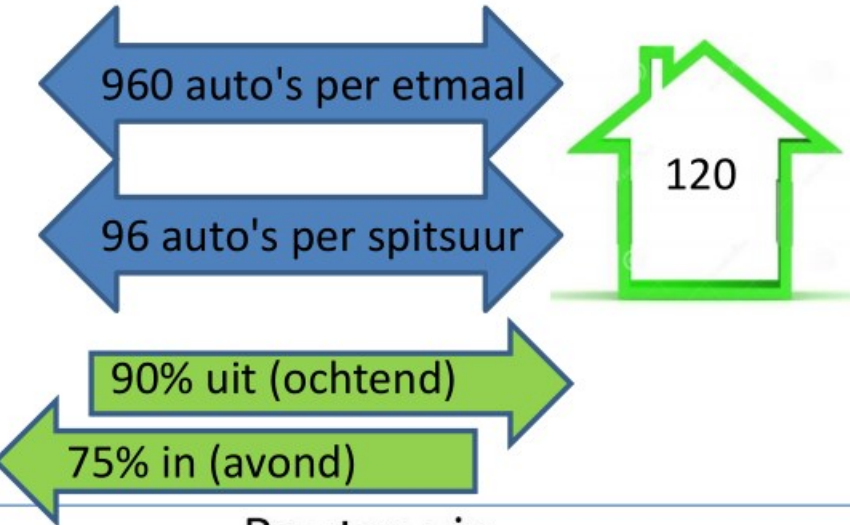 960 auto's per etmaal
120
96 auto's per spitsuur
90% uit (ochtend)
75% in (avond)